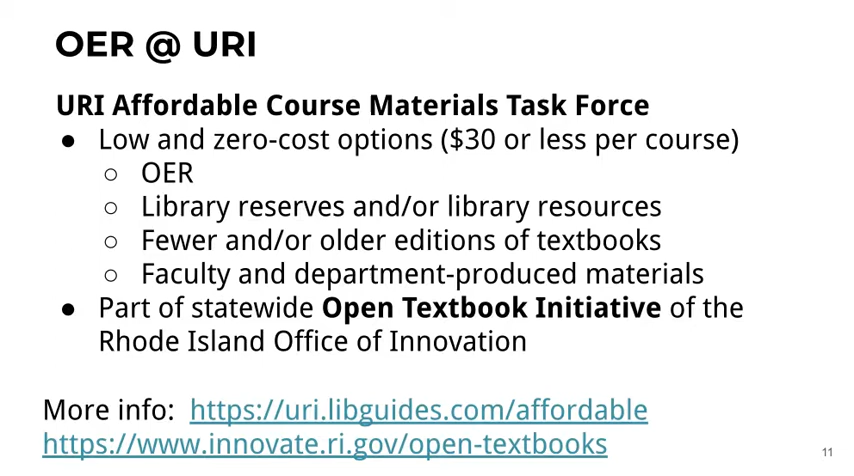 OER @ URI
URI Affordable Course Materials Task Force
● Low and zero-cost options ($30 or less per course)
○ OER
○ Library reserves and/or library resources
○ Fewer and/or older editions of textbooks
○ Faculty and department-produced materials
● Part of statewide Open Textbook Initiative of the
Rhode Island Office of Innovation
More info: https://uri.libguides.com/affordable
https://www.innovate.ri.gov/open-textbooks
11